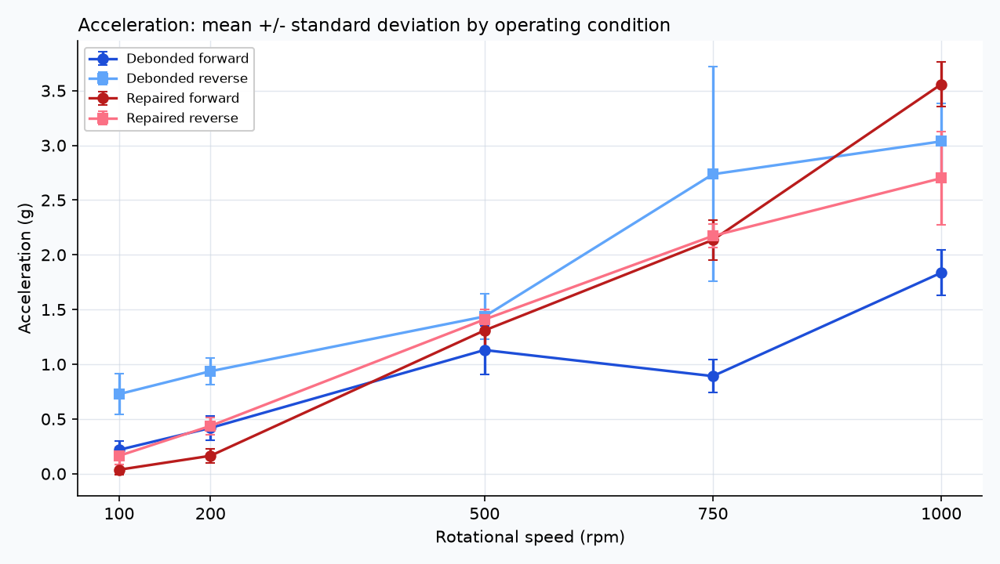 Acceleration: mean +/- standard deviation by operating condition
Debonded forward
Debonded reverse
Repaired forward
Repaired reverse
Acceleration (g)
3.5
3.0
2.5
2.0
1.5
1.0
0.5
0.0
100 200 500 750 1000
Rotational speed (rpm)